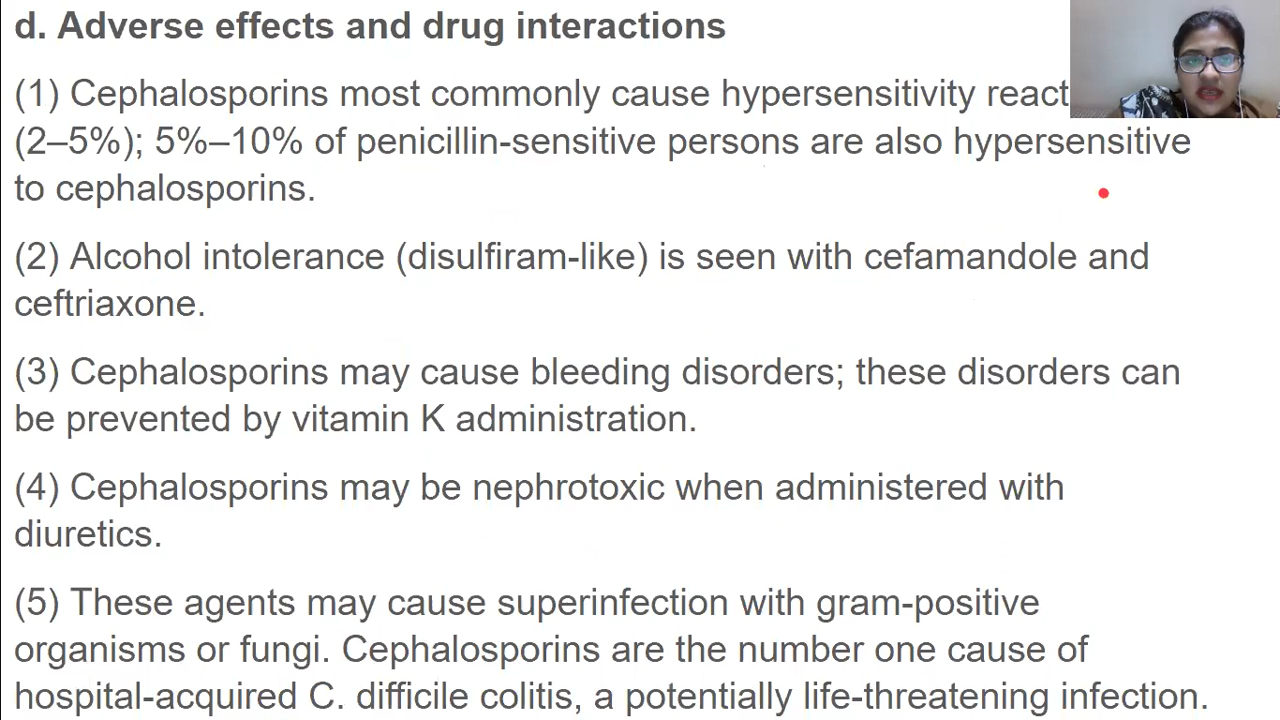 d. Adverse effects and drug interactions
(1) Cephalosporins most commonly cause hypersensitivity react
(2–5%); 5%–10% of penicillin-sensitive persons are also hypersensitive
to cephalosporins.
(2) Alcohol intolerance (disulfiram-like) is seen with cefamandole and
ceftriaxone.
(3) Cephalosporins may cause bleeding disorders; these disorders can
be prevented by vitamin K administration.
(4) Cephalosporins may be nephrotoxic when administered with
diuretics.
(5) These agents may cause superinfection with gram-positive
organisms or fungi. Cephalosporins are the number one cause of
hospital-acquired C. difficile colitis, a potentially life-threatening infection.